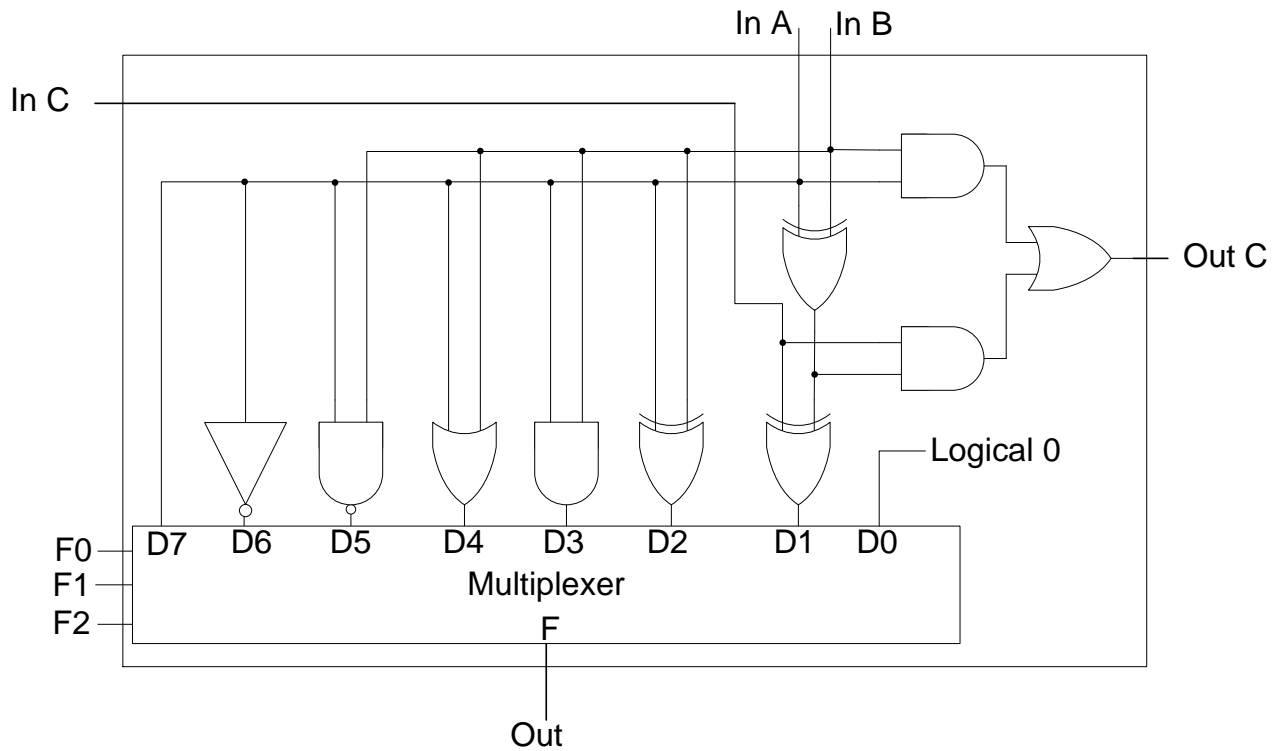 In A In B
In C
Out C
Logical 0
D7 D6 D5 D4 D3 D2 D1 D0
F0
F1
Multiplexer
F2
F
Out